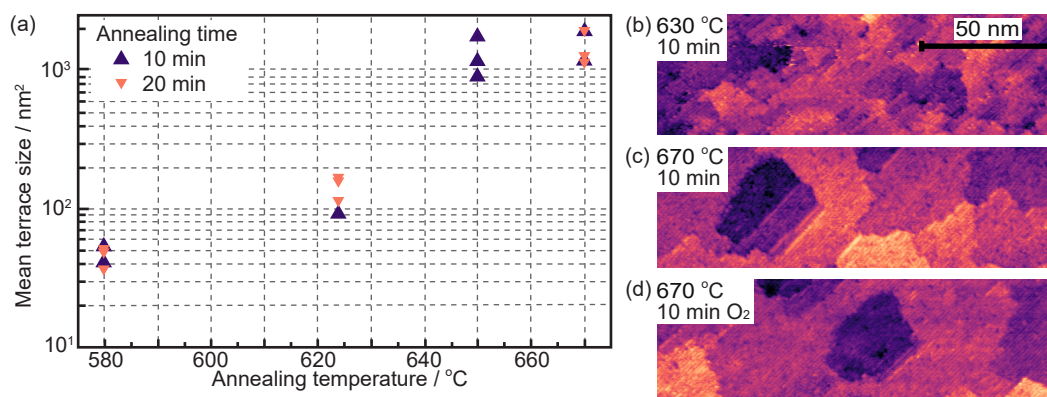 (a)
Annealing time
10 min
20 min
Mean terrace size / nm²
10³
10²
10¹
580 600 620 640 660
Annealing temperature / °C
(b) 630 °C
10 min
50 nm
(c) 670 °C
10 min
(d) 670 °C
10 min O₂